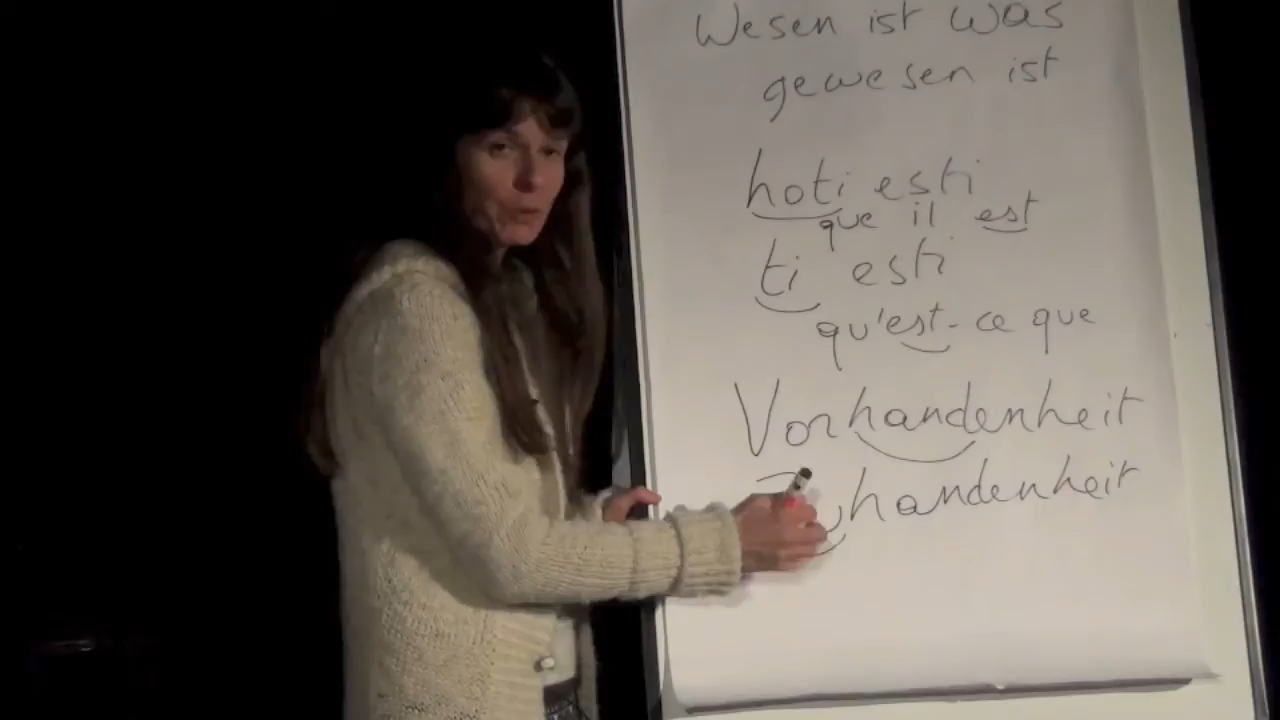 Wesen ist was
gewesen ist
hoti esti
que il est
ti esti
qu'est-ce que
Vorhandenheit
Zuhandenheit